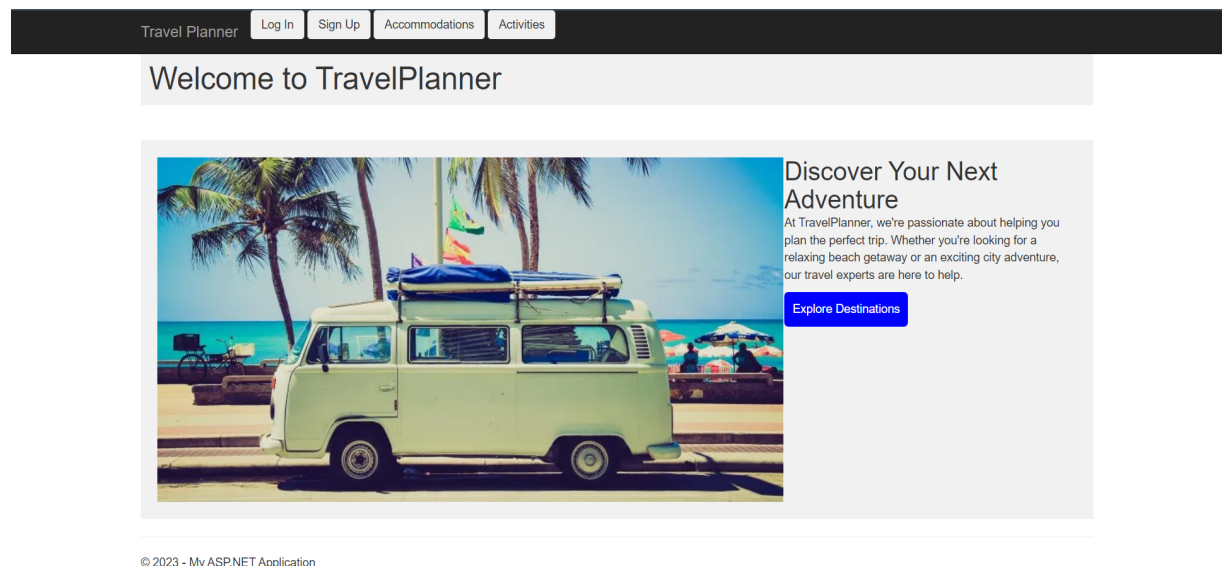 Travel Planner Log In Sign Up Accommodations Activities
Welcome to TravelPlanner
Discover Your Next
Adventure
At TravelPlanner, we're passionate about helping you
plan the perfect trip. Whether you're looking for a
relaxing beach getaway or an exciting city adventure,
our travel experts are here to help.
Explore Destinations
© 2023 - My ASP.NET Application